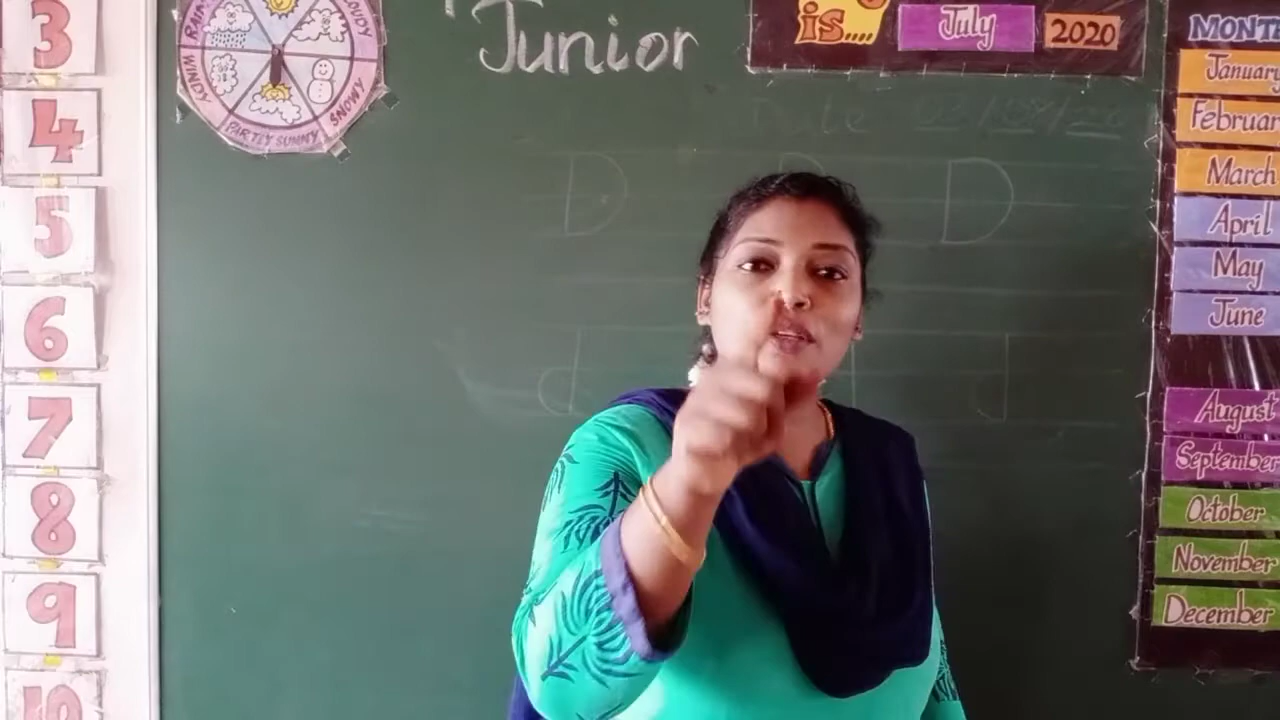 3
4
5
6
7
8
9
10
RAINY
CLOUDY
WINDY
SNOWY
PARTLY SUNNY
Junior
is....
July
2020
Date
D D D
d d
MONTH
January
February
March
April
May
June
August
September
October
November
December